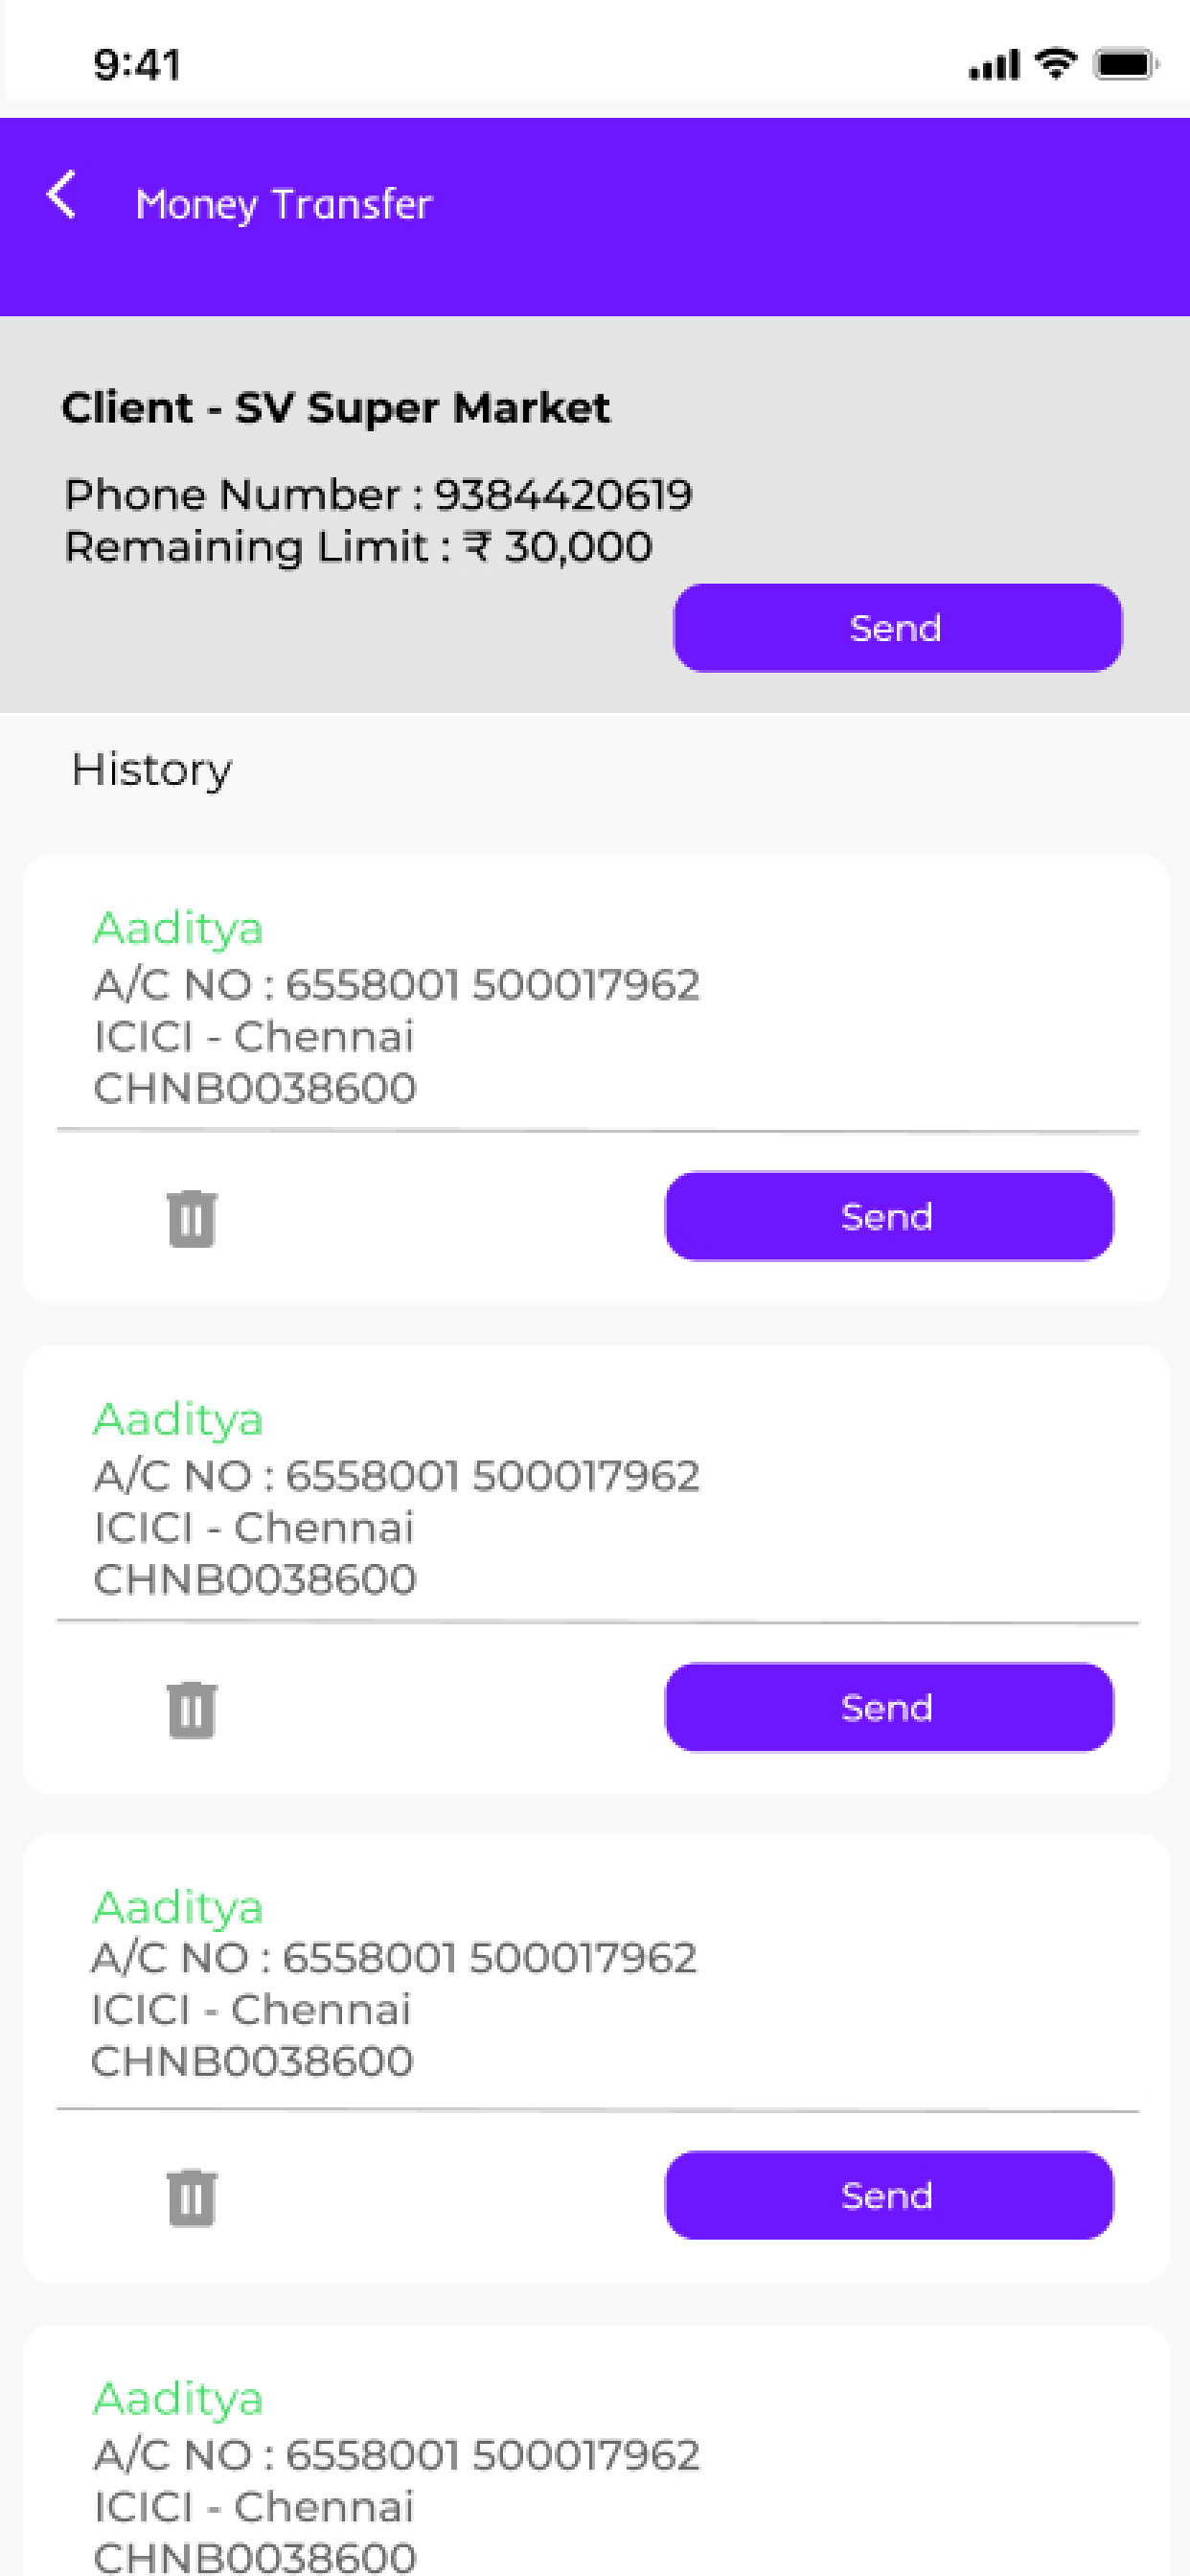 9:41
Money Transfer
Client - SV Super Market
Phone Number : 9384420619
Remaining Limit : ₹ 30,000
Send
History
Aaditya
A/C NO : 6558001 500017962
ICICI - Chennai
CHNB0038600
Send
Aaditya
A/C NO : 6558001 500017962
ICICI - Chennai
CHNB0038600
Send
Aaditya
A/C NO : 6558001 500017962
ICICI - Chennai
CHNB0038600
Send
Aaditya
A/C NO : 6558001 500017962
ICICI - Chennai
CHNB0038600